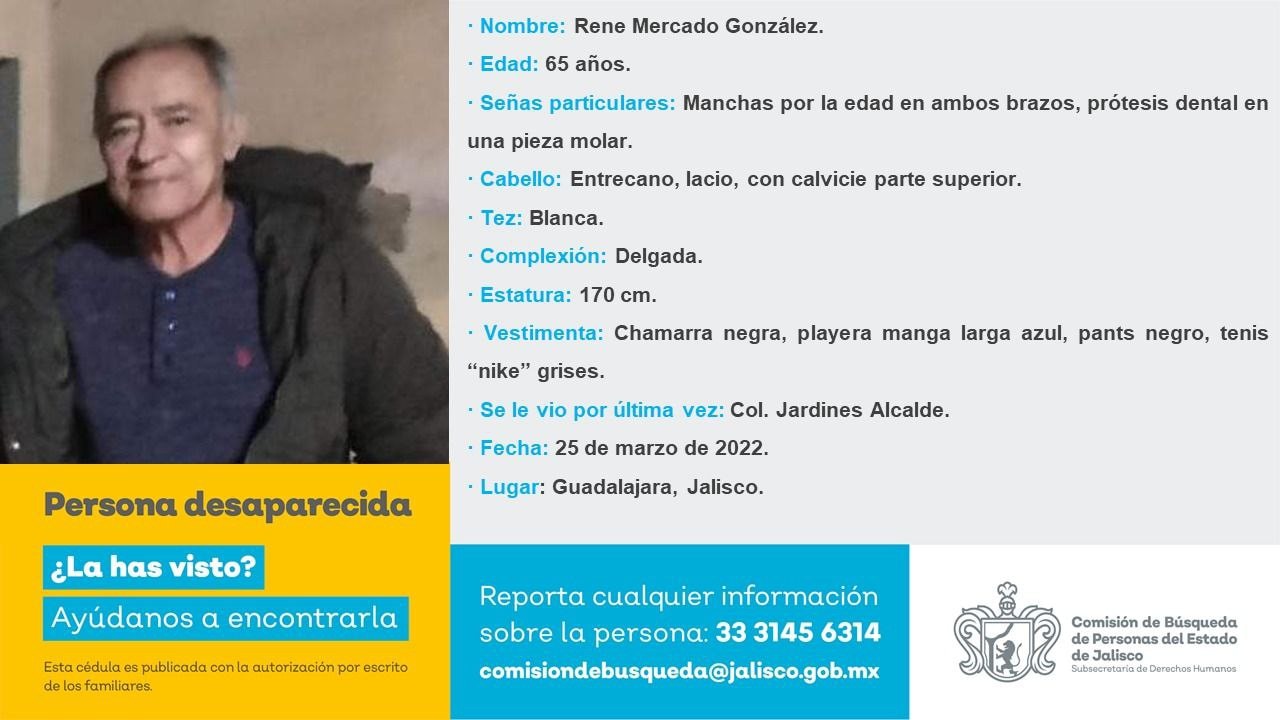 · Nombre: Rene Mercado González.
· Edad: 65 años.
· Señas particulares: Manchas por la edad en ambos brazos, prótesis dental en
una pieza molar.
· Cabello: Entrecano, lacio, con calvicie parte superior.
· Tez: Blanca.
· Complexión: Delgada.
· Estatura: 170 cm.
· Vestimenta: Chamarra negra, playera manga larga azul, pants negro, tenis
“nike” grises.
· Se le vio por última vez: Col. Jardines Alcalde.
· Fecha: 25 de marzo de 2022.
· Lugar: Guadalajara, Jalisco.
Persona desaparecida
¿La has visto?
Ayúdanos a encontrarla
Esta cédula es publicada con la autorización por escrito
de los familiares.
Reporta cualquier información
sobre la persona: 33 3145 6314
comisiondebusqueda@jalisco.gob.mx
Comisión de Búsqueda
de Personas del Estado
de Jalisco
Subsecretaría de Derechos Humanos